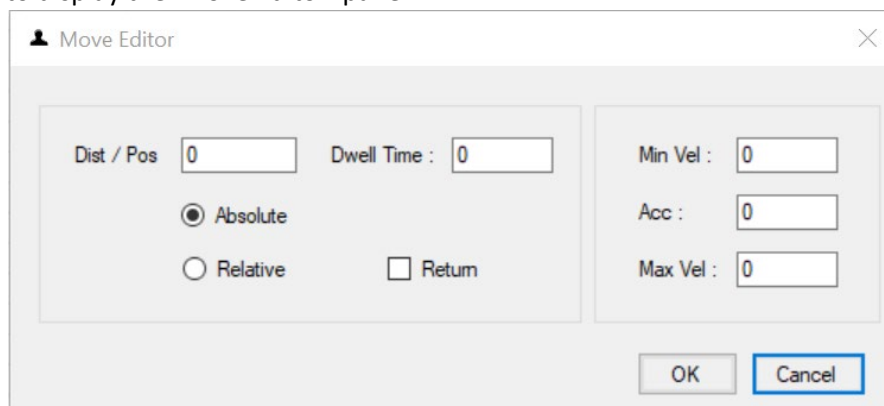 Move Editor
Dist / Pos 0 Dwell Time : 0
Absolute
Relative Return
Min Vel : 0
Acc : 0
Max Vel : 0
OK Cancel